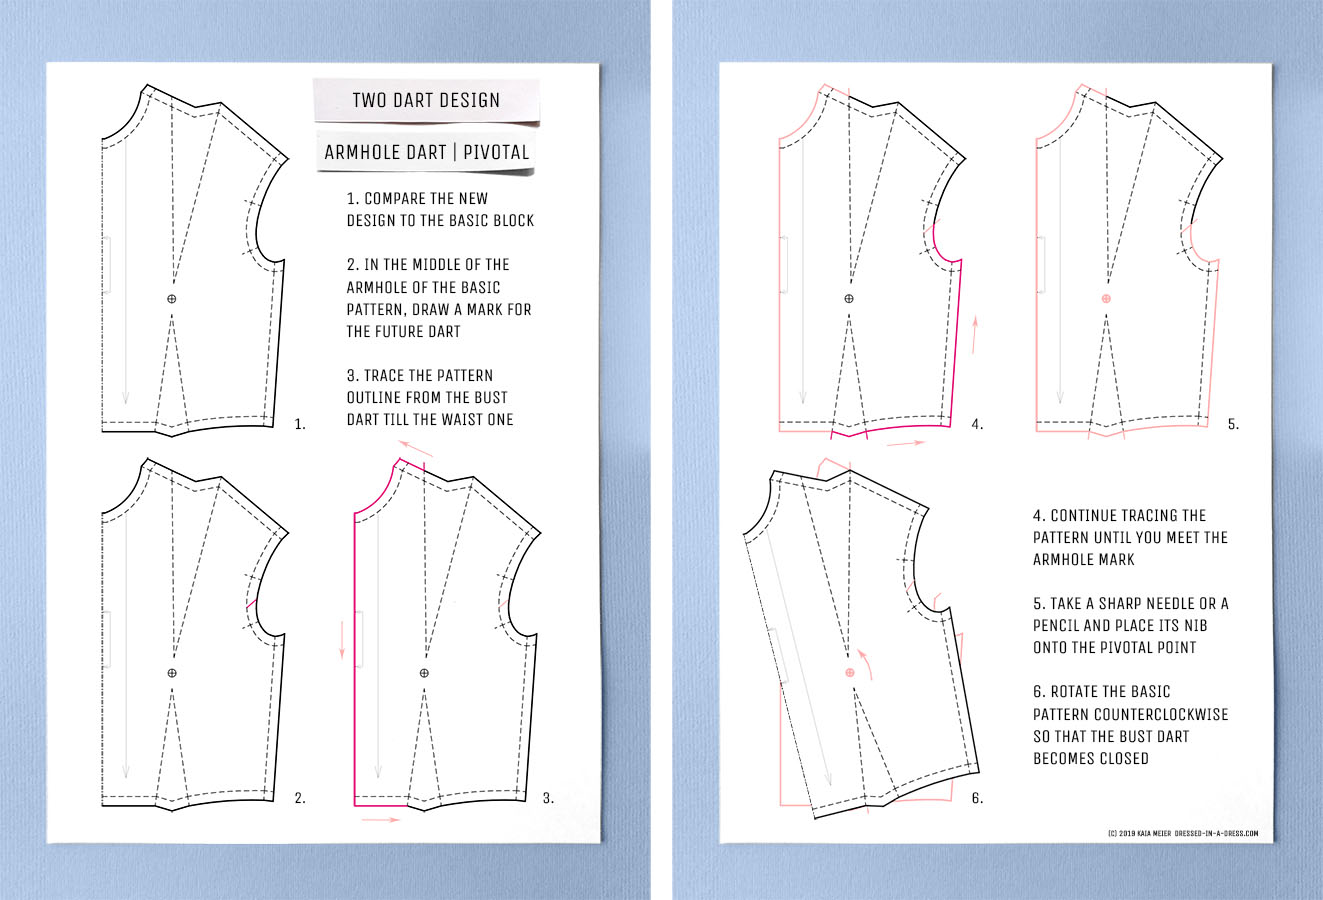 TWO DART DESIGN
ARMHOLE DART | PIVOTAL
1. COMPARE THE NEW
DESIGN TO THE BASIC BLOCK
2. IN THE MIDDLE OF THE
ARMHOLE OF THE BASIC
PATTERN, DRAW A MARK FOR
THE FUTURE DART
3. TRACE THE PATTERN
OUTLINE FROM THE BUST
DART TILL THE WAIST ONE
1.
2.
3.
4.
5.
4. CONTINUE TRACING THE
PATTERN UNTIL YOU MEET THE
ARMHOLE MARK
5. TAKE A SHARP NEEDLE OR A
PENCIL AND PLACE ITS NIB
ONTO THE PIVOTAL POINT
6. ROTATE THE BASIC
PATTERN COUNTERCLOCKWISE
SO THAT THE BUST DART
BECOMES CLOSED
6.
(C) 2019 KAIA MEIER DRESSED-IN-A-DRESS.COM